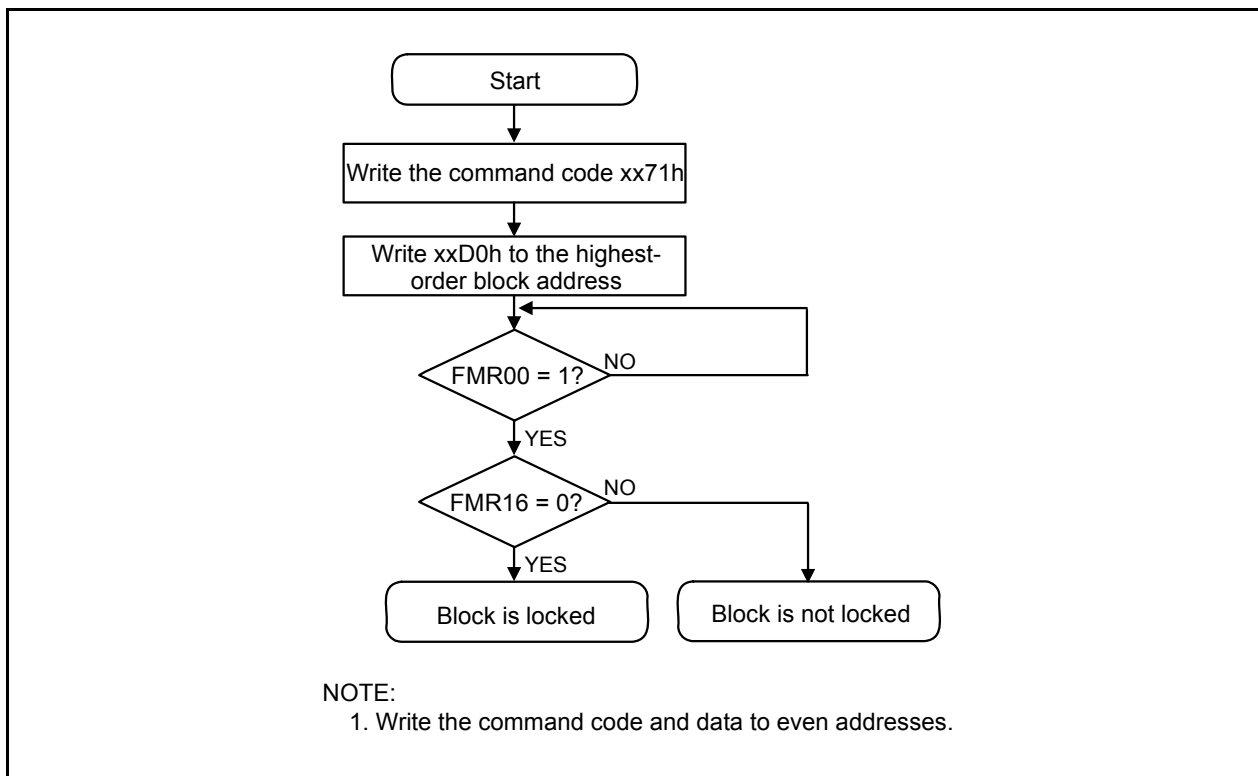 Start
Write the command code xx71h
Write xxD0h to the highest-
order block address
FMR00 = 1?
NO
YES
FMR16 = 0?
NO
YES
Block is locked
Block is not locked
NOTE:
1. Write the command code and data to even addresses.